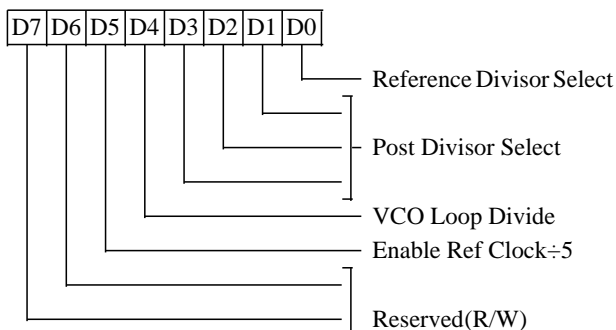 D7 D6 D5 D4 D3 D2 D1 D0
Reference Divisor Select
Post Divisor Select
VCO Loop Divide
Enable Ref Clock÷5
Reserved(R/W)